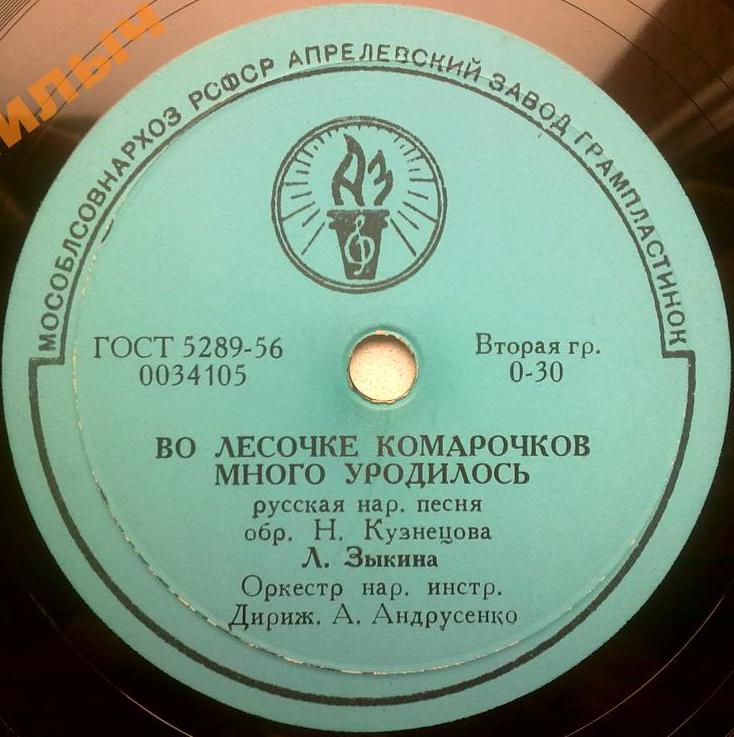 МОСОБЛСОВНАРХОЗ РСФСР АПРЕЛЕВСКИЙ ЗАВОД ГРАМПЛАСТИНОК
АЗ
ГОСТ 5289-56
0034105
Вторая гр.
0-30
ВО ЛЕСОЧКЕ КОМАРОЧКОВ
МНОГО УРОДИЛОСЬ
русская нар. песня
обр. Н. Кузнецова
Л. Зыкина
Оркестр нар. инстр.
Дириж. А. Андрусенко